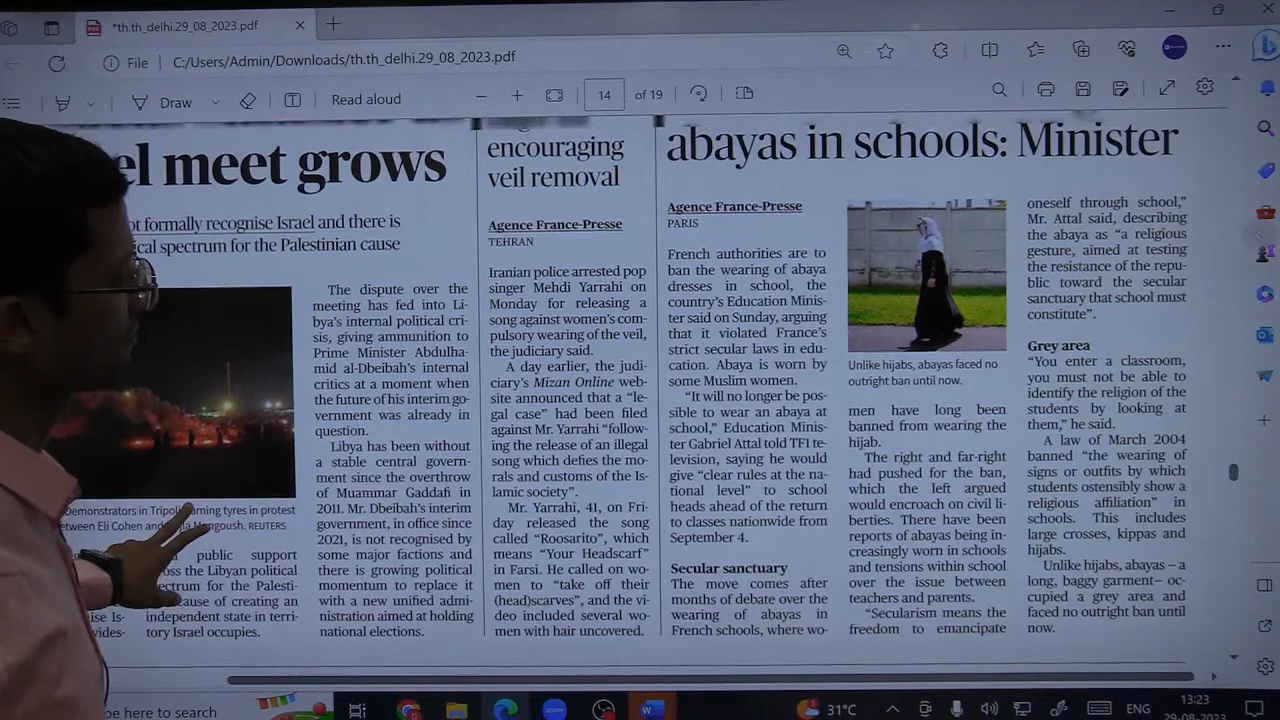 *th.th_delhi.29_08_2023.pdf
File
C:/Users/Admin/Downloads/th.th_delhi.29_08_2023.pdf
Draw
Read aloud
14
of 19
el meet grows
ot formally recognise Israel and there is
ical spectrum for the Palestinian cause
Demonstrators in Tripoli
rning tyres in protest
etween Eli Cohen and
REUTERS
public support
oss the Libyan political
ctrum for the Palesti-
ause of creating an
ise Is-
independent state in terri-
vides-
tory Israel occupies.
The dispute over the
meeting has fed into Li-
bya's internal political cri-
sis, giving ammunition to
Prime Minister Abdulha-
mid al-Dbeibah's internal
critics at a moment when
the future of his interim go-
vernment was already in
question.
Libya has been without
a stable central govern-
ment since the overthrow
of Muammar Gaddafi in
2011. Mr. Dbeibah's interim
government, in office since
2021, is not recognised by
some major factions and
there is growing political
momentum to replace it
with a new unified admi-
nistration aimed at holding
national elections.
encouraging
veil removal
Agence France-Presse
TEHRAN
Iranian police arrested pop
singer Mehdi Yarrahi on
Monday for releasing a
song against women's com-
pulsory wearing of the veil,
the judiciary said.
A day earlier, the judi-
ciary's Mizan Online web-
site announced that a "le-
gal case" had been filed
against Mr. Yarrahi "follow-
ing the release of an illegal
song which defies the mo-
rals and customs of the Is-
lamic society".
Mr. Yarrahi, 41, on Fri-
day released the song
called "Roosarito", which
means "Your Headscarf"
in Farsi. He called on wo-
men to "take off their
(head)scarves", and the vi-
deo included several wo-
men with hair uncovered.
abayas in schools: Minister
Agence France-Presse
PARIS
French authorities are to
ban the wearing of abaya
dresses in school, the
country's Education Minis-
ter said on Sunday, arguing
that it violated France's
strict secular laws in edu-
cation. Abaya is worn by
some Muslim women.
"It will no longer be pos-
sible to wear an abaya at
school," Education Minis-
ter Gabriel Attal told TF1 te-
levision, saying he would
give "clear rules at the na-
tional level" to school
heads ahead of the return
to classes nationwide from
September 4.
Secular sanctuary
The move comes after
months of debate over the
wearing of abayas in
French schools, where wo-
Unlike hijabs, abayas faced no
outright ban until now.
men have long been
banned from wearing the
hijab.
The right and far-right
had pushed for the ban,
which the left argued
would encroach on civil li-
berties. There have been
reports of abayas being in-
creasingly worn in schools
and tensions within school
over the issue between
teachers and parents.
"Secularism means the
freedom to emancipate
oneself through school,"
Mr. Attal said, describing
the abaya as "a religious
gesture, aimed at testing
the resistance of the repu-
blic toward the secular
sanctuary that school must
constitute".
Grey area
"You enter a classroom,
you must not be able to
identify the religion of the
students by looking at
them," he said.
A law of March 2004
banned "the wearing of
signs or outfits by which
students ostensibly show a
religious affiliation" in
schools. This includes
large crosses, kippas and
hijabs.
Unlike hijabs, abayas – a
long, baggy garment– oc-
cupied a grey area and
faced no outright ban until
now.
pe here to search
zoom
31°C
ENG
13:23
29-08-2023